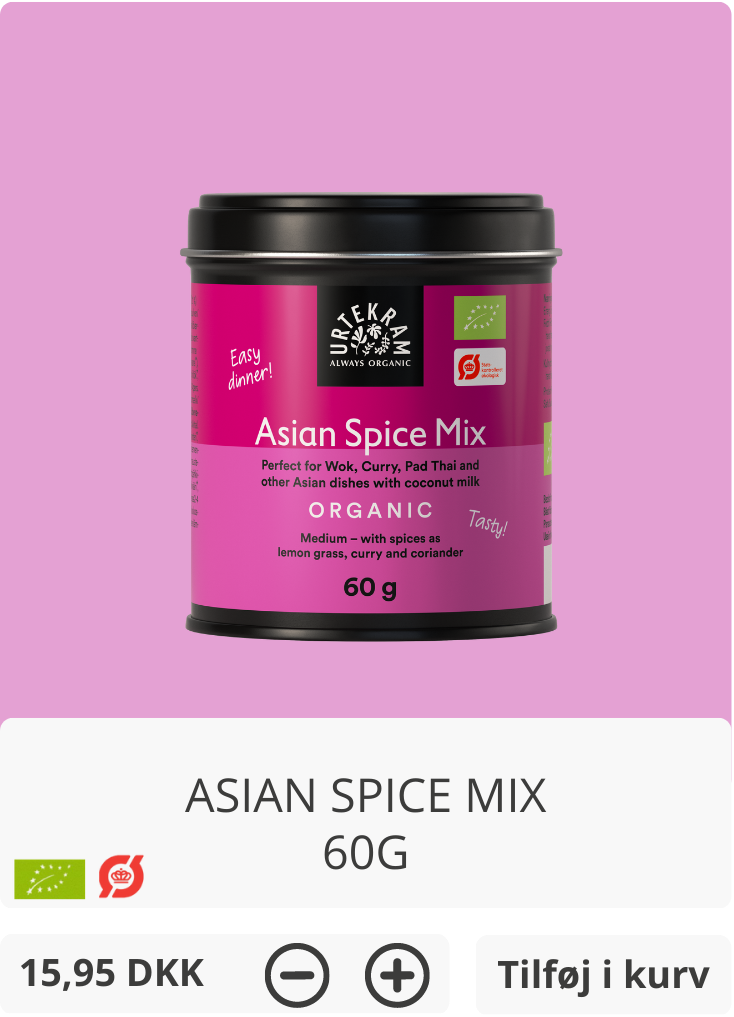 URTEKRAM
ALWAYS ORGANIC
Easy
dinner!
Asian Spice Mix
Perfect for Wok, Curry, Pad Thai and
other Asian dishes with coconut milk
ORGANIC
Tasty!
Medium – with spices as
lemon grass, curry and coriander
60 g
ASIAN SPICE MIX
60G
15,95 DKK
Tilføj i kurv